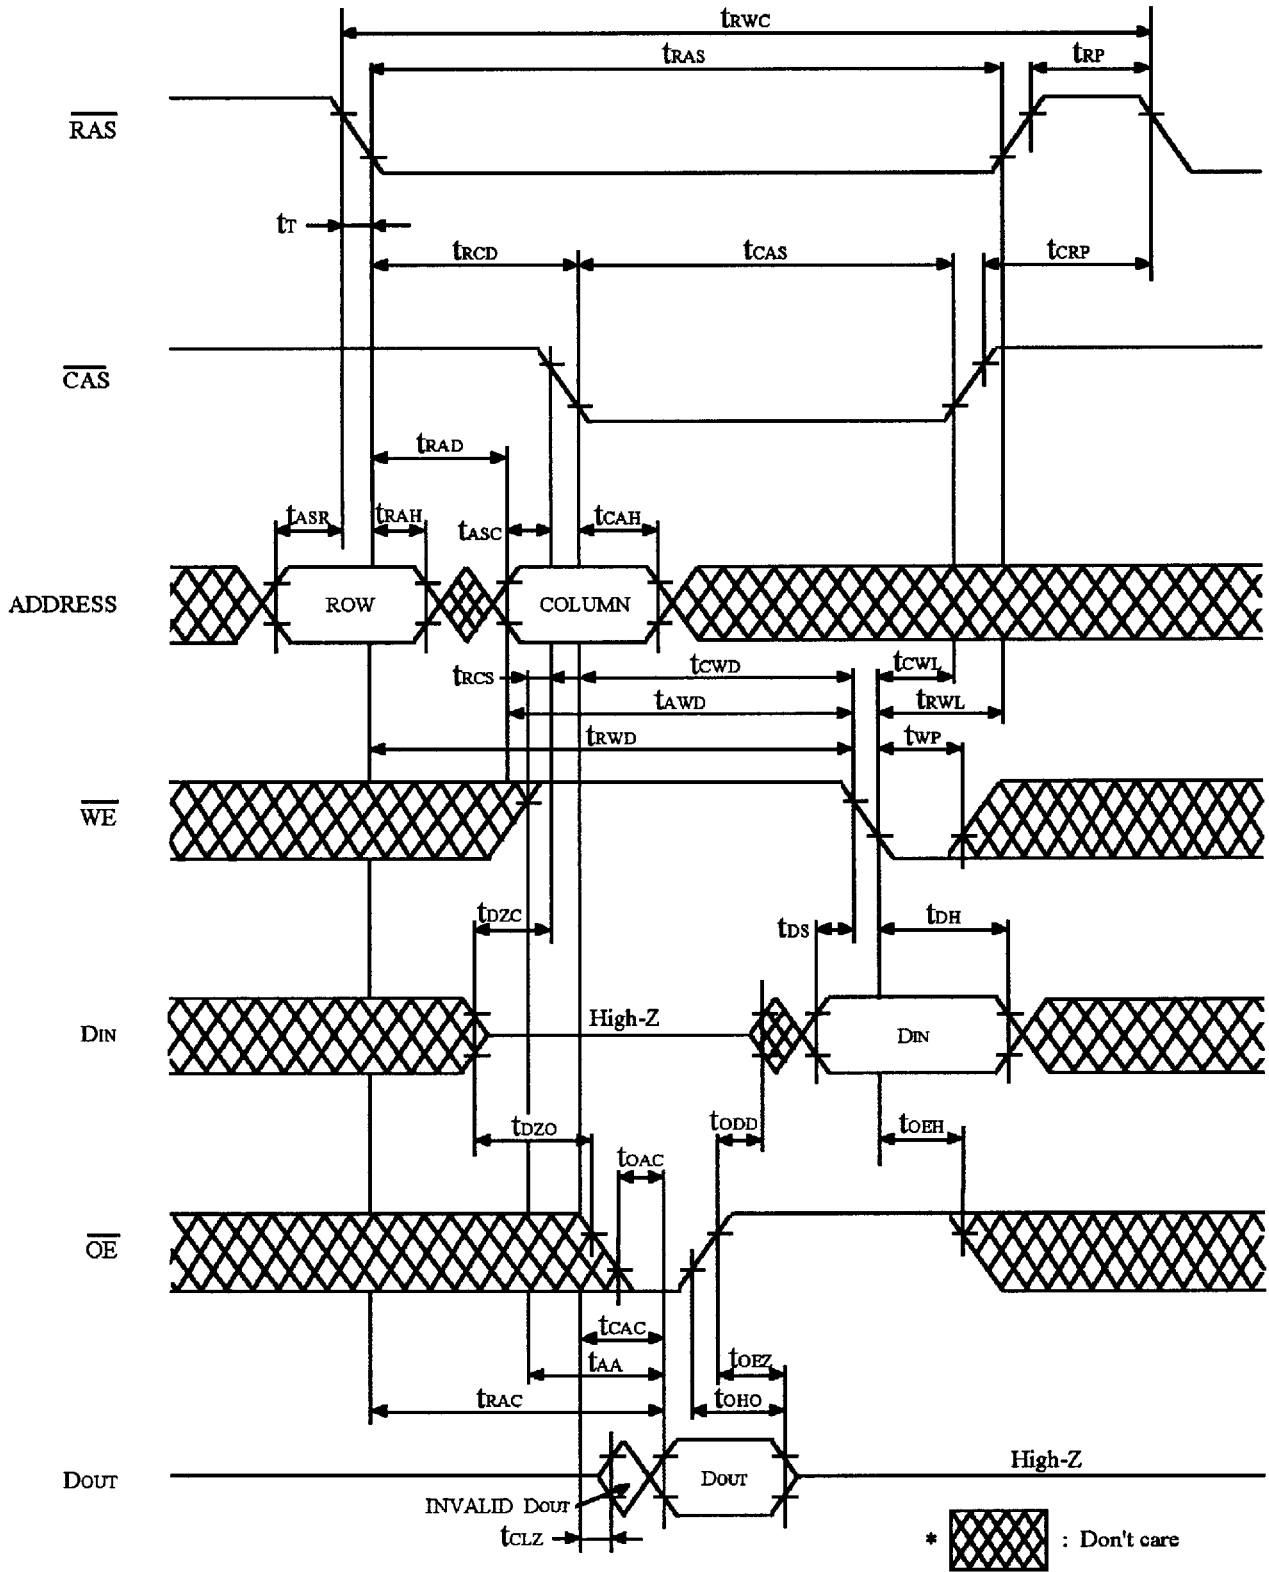 tRWC
tRAS
tRP
RAS
tT
tRCD
tCAS
tCRP
CAS
tRAD
tASR
tRAH
tASC
tCAH
ADDRESS
ROW
COLUMN
tRCS
tCWD
tCWL
tAWD
tRWL
tRWD
tWP
WE
tDZC
tDS
tDH
DIN
High-Z
DIN
tDZO
tODD
tOEH
tOAC
OE
tCAC
tAA
tOEZ
tRAC
tOHO
DOUT
DOUT
High-Z
INVALID DOUT
tCLZ
* : Don't care